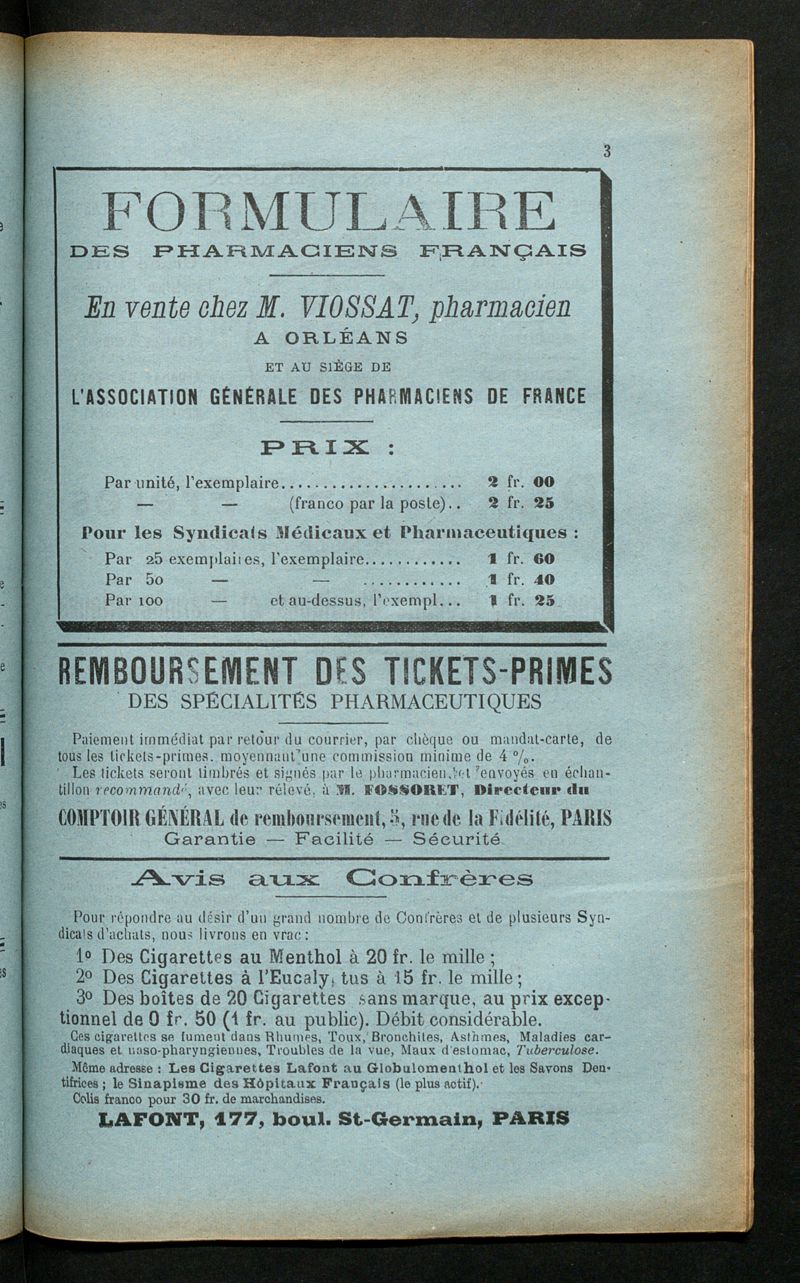 3
FORMULAIRE
DES PHARMACIENS FRANÇAIS
En vente chez M. VIOSSAT, pharmacien
A ORLÉANS
ET AU SIÈGE DE
L'ASSOCIATION GÉNÉRALE DES PHARMACIENS DE FRANCE
PRIX :
Par unité, l'exemplaire........................ 2 fr. 00
— — (franco par la poste).. 2 fr. 25
Pour les Syndicats Médicaux et Pharmaceutiques :
Par 25 exemplaires, l'exemplaire............ 1 fr. 60
Par 50 — — ............ 1 fr. 40
Par 100 — et au-dessus, l'exempl... 1 fr. 25
REMBOURSEMENT DES TICKETS-PRIMES
DES SPÉCIALITÉS PHARMACEUTIQUES
Paiement immédiat par retour du courrier, par chèque ou mandat-carte, de
tous les tickets-primes, moyennant une commission minime de 4 %.
Les tickets seront timbrés et signés par le pharmacien, et envoyés en échan-
tillon recommandé, avec leur rélevé, à M. FOSSORET, Directeur du
COMPTOIR GÉNÉRAL de remboursement, 8, rue de la Fidélité, PARIS
Garantie — Facilité — Sécurité
Avis aux Confrères
Pour répondre au désir d'un grand nombre de Confrères et de plusieurs Syn-
dicats d'achats, nous livrons en vrac :
1º Des Cigarettes au Menthol à 20 fr. le mille ;
2º Des Cigarettes à l'Eucalyptus à 15 fr. le mille ;
3º Des boîtes de 20 Cigarettes sans marque, au prix excep-
tionnel de 0 fr. 50 (1 fr. au public). Débit considérable.
Ces cigarettes se fument dans Rhumes, Toux, Bronchites, Asthmes, Maladies car-
diaques et naso-pharyngiennes, Troubles de la vue, Maux d'estomac, Tuberculose.
Même adresse : Les Cigarettes Lafont au Globulomenthol et les Savons Den-
tifrices ; le Sinapisme des Hôpitaux Français (le plus actif).
Colis franco pour 30 fr. de marchandises.
LAFONT, 177, boul. St-Germain, PARIS